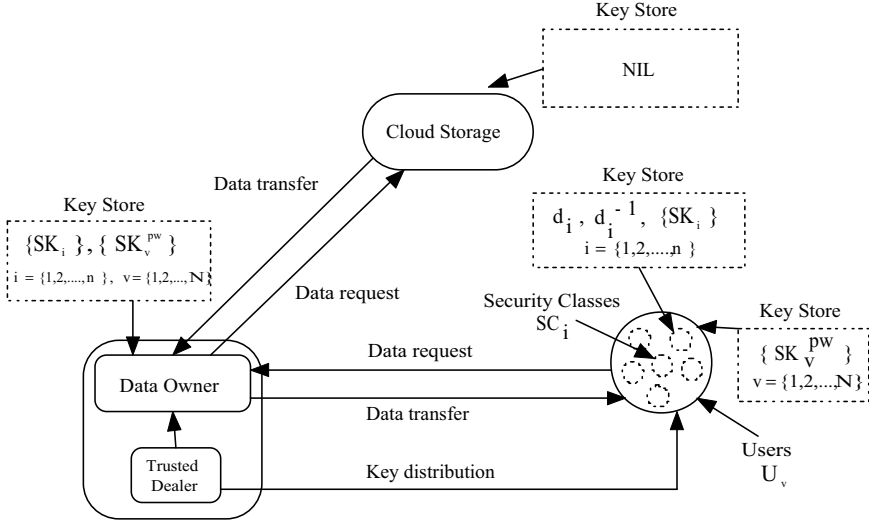 Key Store
NIL
Cloud Storage
Data transfer
Key Store
Key Store
{SK_i}, { SK_v^pw }
i = {1,2,....,n }, v={1,2,...,N}
d_i, d_i^-1, {SK_i}
i = {1,2,....,n }
Data request
Security Classes
SC_i
Key Store
{ SK_v^pw }
v={1,2,...,N}
Data request
Data Owner
Data transfer
Trusted
Dealer
Key distribution
Users
U_v